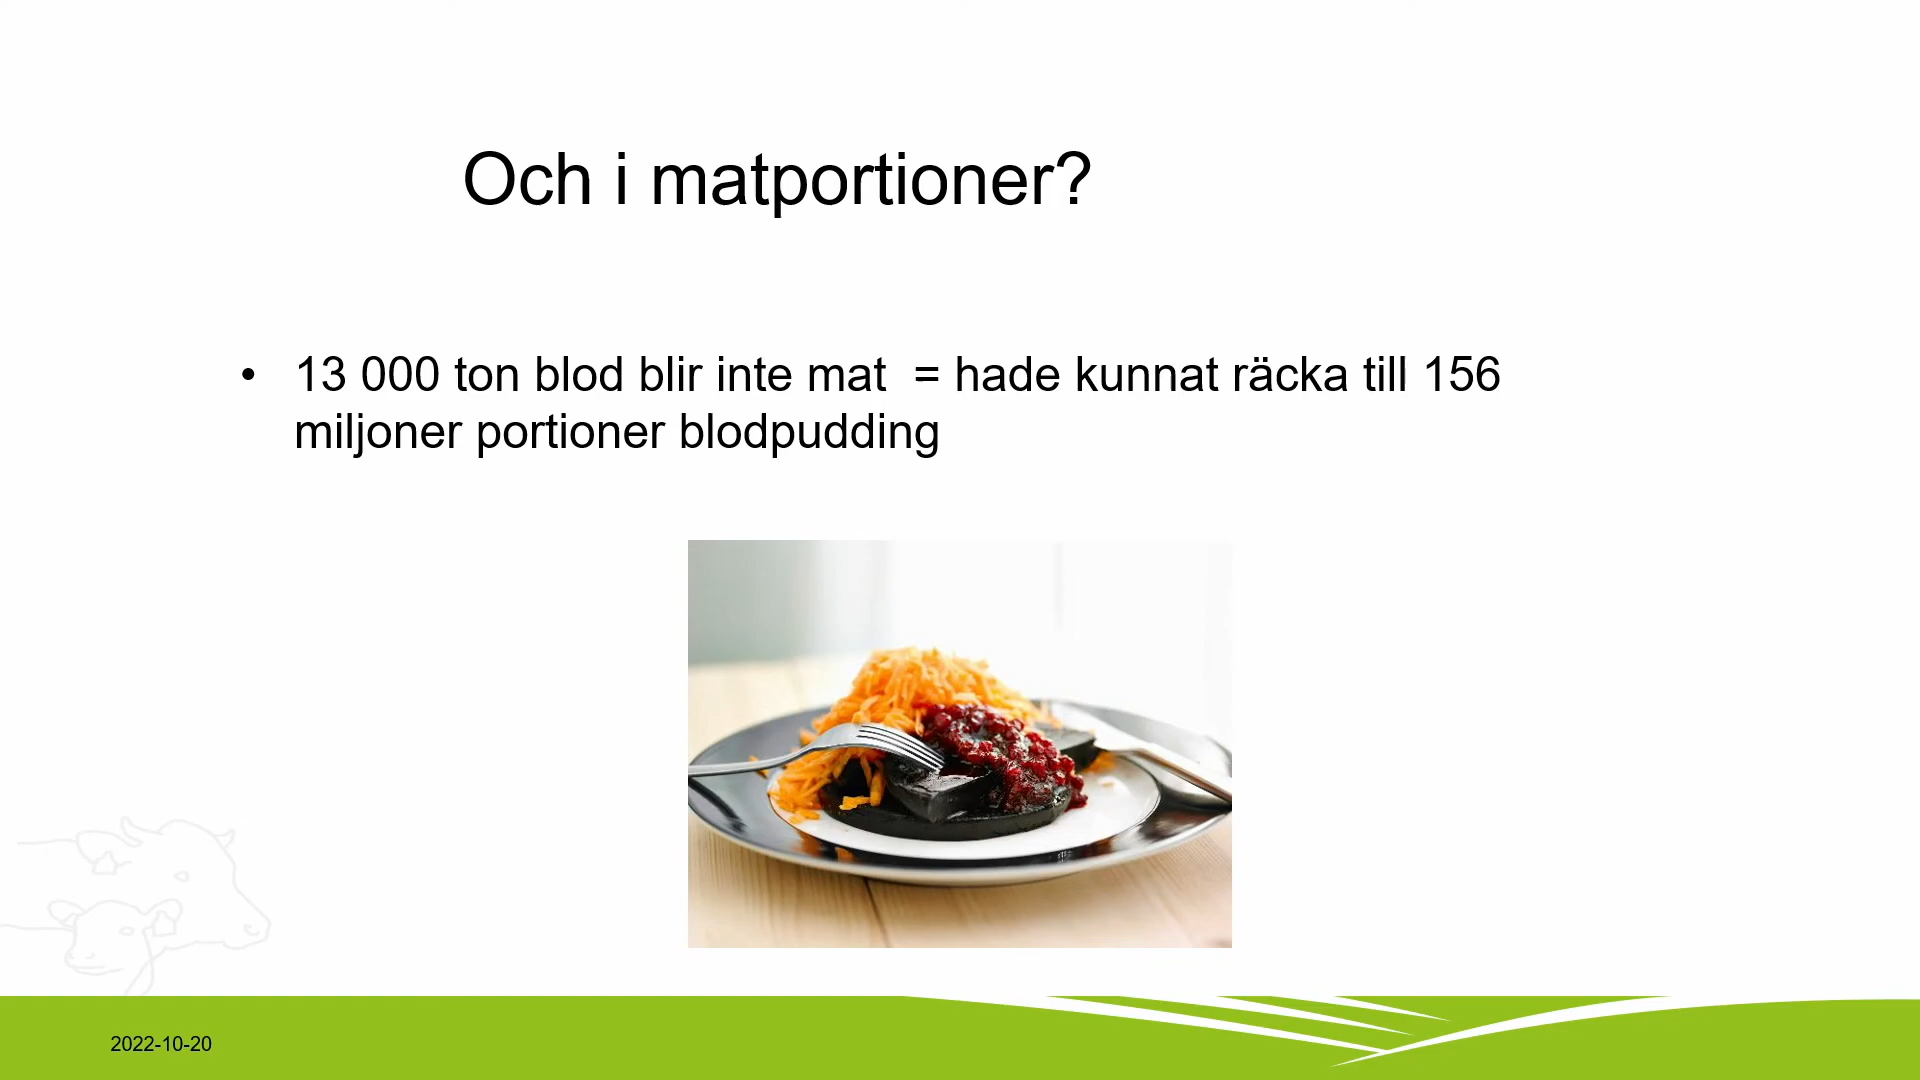 Och i matportioner?
• 13 000 ton blod blir inte mat  = hade kunnat räcka till 156
miljoner portioner blodpudding
2022-10-20